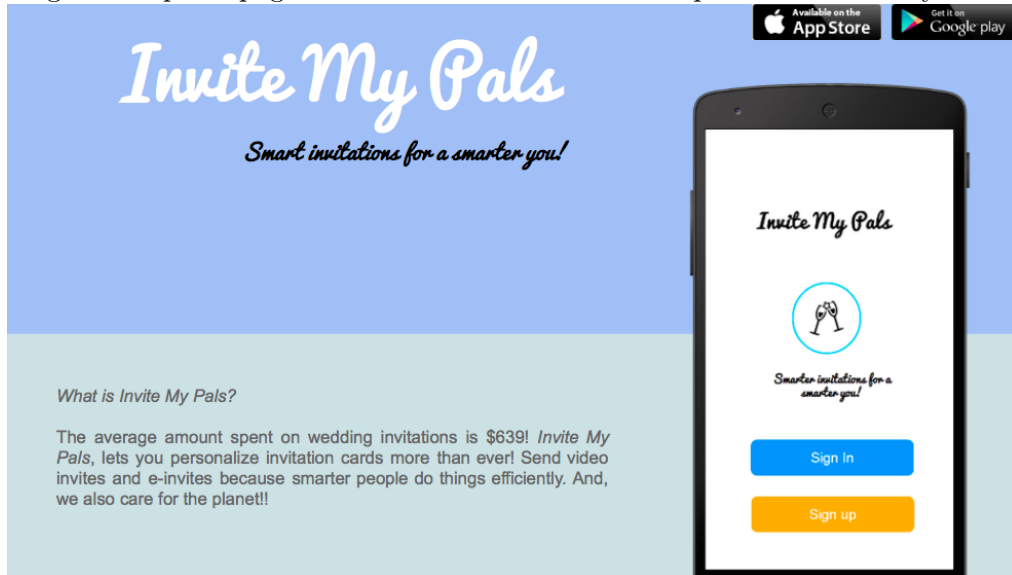 Available on the
App Store
Get it on
Google play
Invite My Pals
Smart invitations for a smarter you!
Invite My Pals
Smarter invitations for a
smarter you!
Sign In
Sign up
What is Invite My Pals?
The average amount spent on wedding invitations is $639! Invite My
Pals, lets you personalize invitation cards more than ever! Send video
invites and e-invites because smarter people do things efficiently. And,
we also care for the planet!!